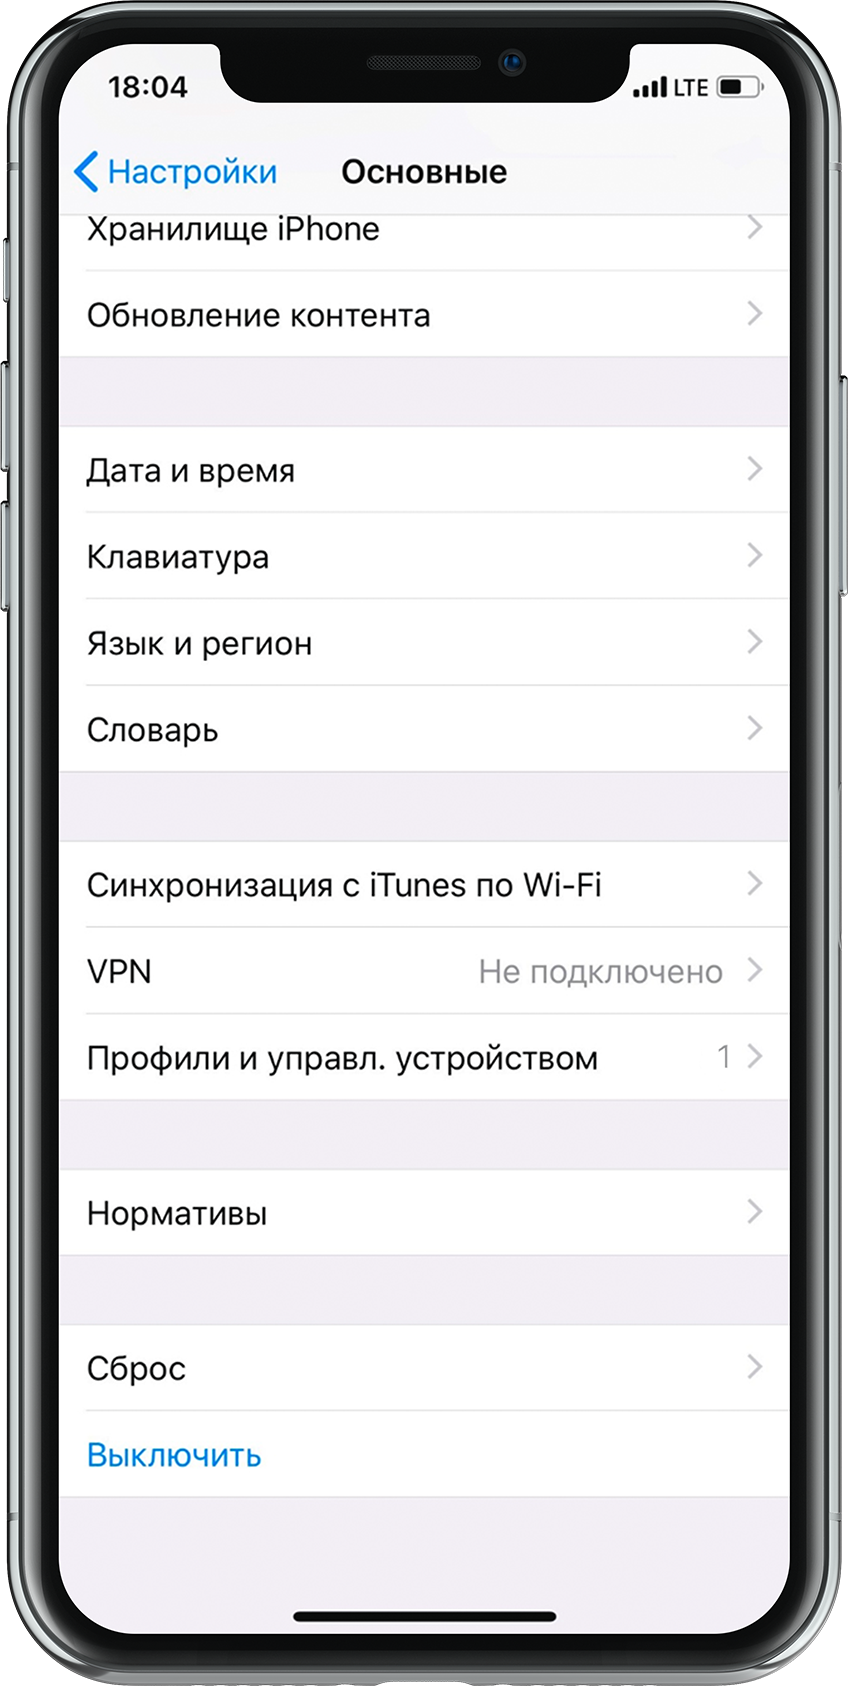 18:04 LTE
Настройки Основные
Хранилище iPhone
Обновление контента
Дата и время
Клавиатура
Язык и регион
Словарь
Синхронизация с iTunes по Wi-Fi
VPN Не подключено
Профили и управл. устройством 1
Нормативы
Сброс
Выключить